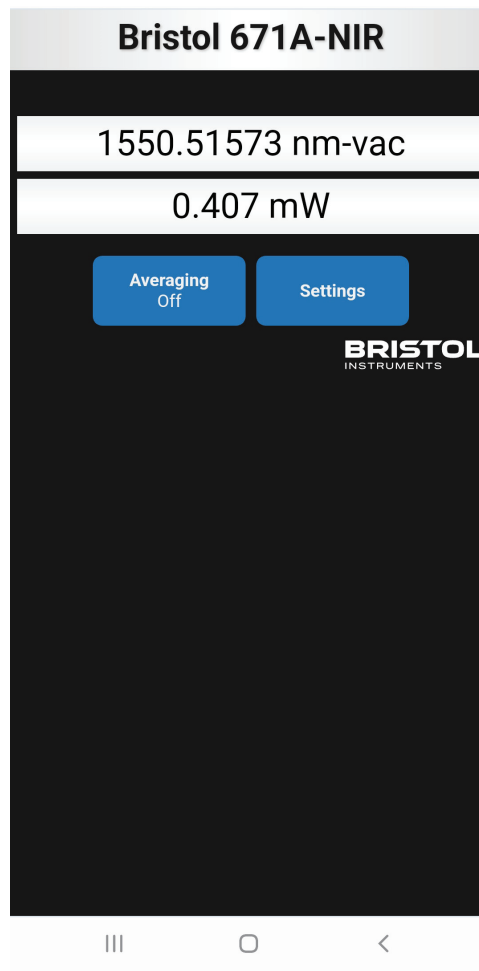 Bristol 671A-NIR
1550.51573 nm-vac
0.407 mW
Averaging
Off
Settings
BRISTOL
INSTRUMENTS